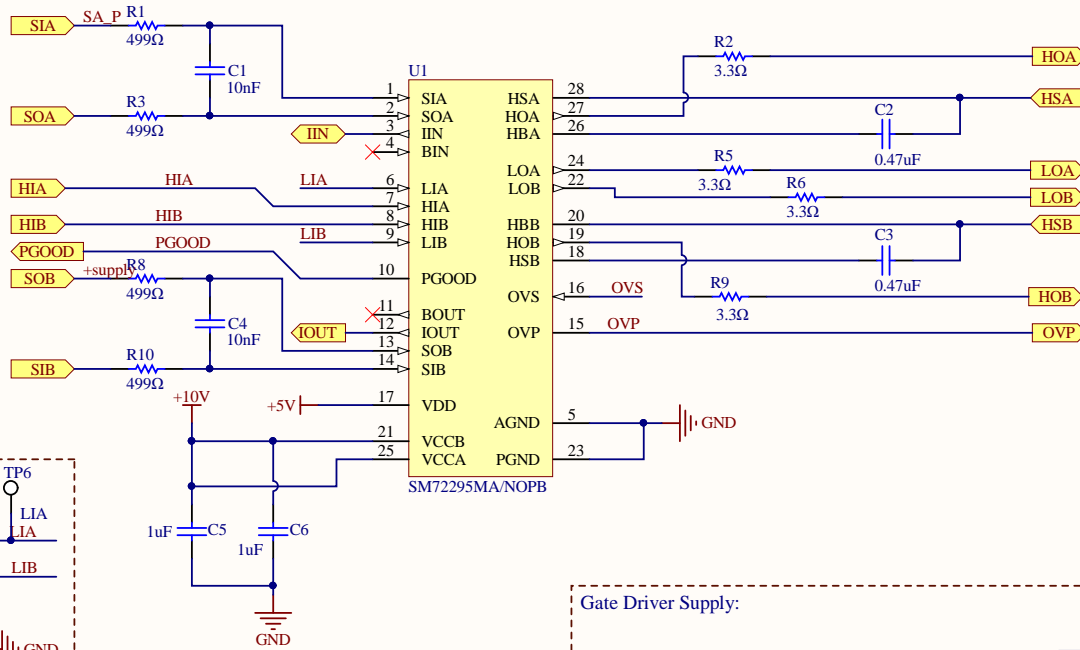 SIA
SA_P
R1
499Ω
C1
10nF
SOA
R3
499Ω
HIA
HIA
HIB
HIB
PGOOD
PGOOD
SOB
+supply
R8
499Ω
C4
10nF
SIB
R10
499Ω
IIN
LIA
LIB
IOUT
+10V
+5V
1uF
C5
C6
1uF
GND
U1
1 SIA
2 SOA
3 IIN
4 BIN
6 LIA
7 HIA
8 HIB
9 LIB
10 PGOOD
11 BOUT
12 IOUT
13 SOB
14 SIB
17 VDD
21 VCCB
25 VCCA
HSA 28
HOA 27
HBA 26
LOA 24
LOB 22
HBB 20
HOB 19
HSB 18
OVS 16
OVP 15
AGND 5
PGND 23
SM72295MA/NOPB
R2
3.3Ω
HOA
HSA
C2
0.47uF
R5
3.3Ω
LOA
R6
3.3Ω
LOB
HSB
C3
0.47uF
OVS
R9
3.3Ω
HOB
OVP
OVP
GND
TP6
LIA
LIA
LIB
GND
Gate Driver Supply: